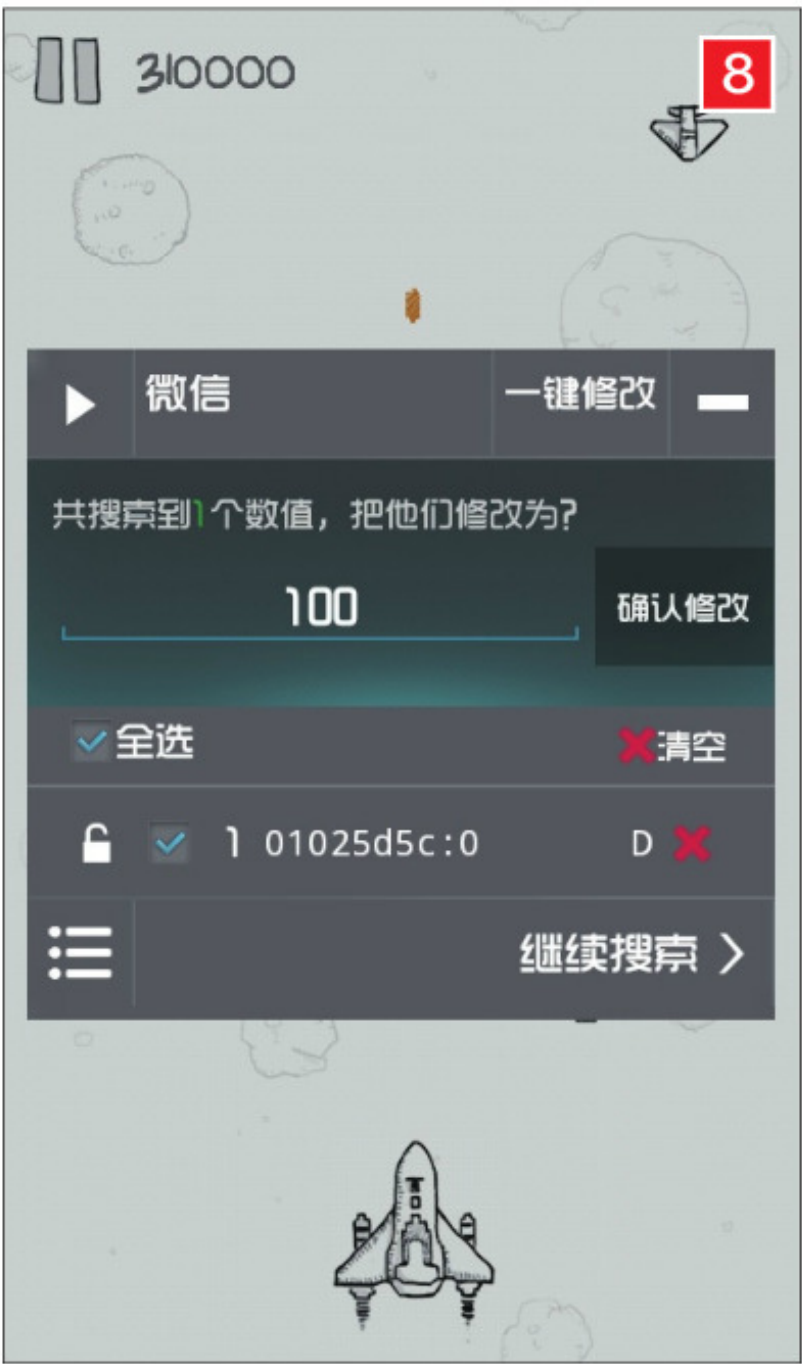 310000
8
微信 一键修改
共搜索到1个数值，把他们修改为?
100 确认修改
全选 清空
1 01025d5c:0 D
继续搜索